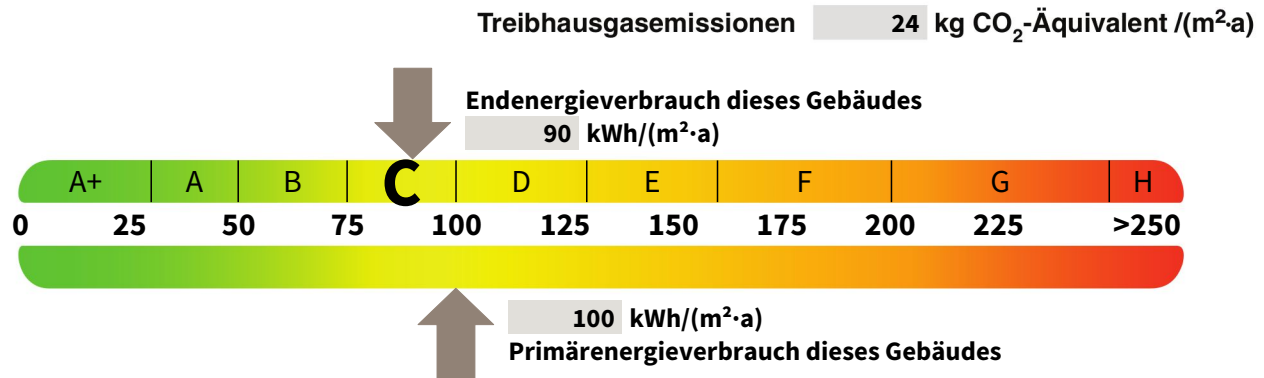 Treibhausgasemissionen 24 kg CO₂-Äquivalent /(m²·a)
Endenergieverbrauch dieses Gebäudes
90 kWh/(m²·a)
A+ A B C D E F G H
0 25 50 75 100 125 150 175 200 225 >250
100 kWh/(m²·a)
Primärenergieverbrauch dieses Gebäudes